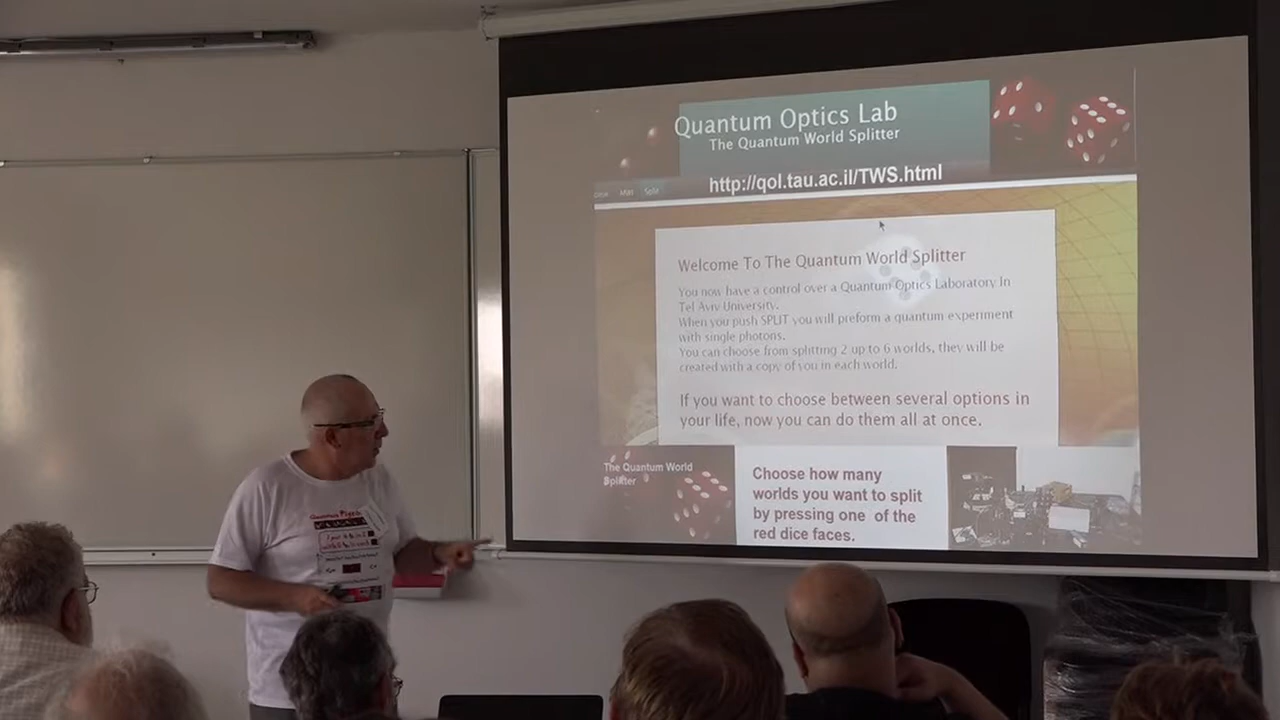 Quantum Optics Lab
The Quantum World Splitter
http://qol.tau.ac.il/TWS.html
Main Split
Welcome To The Quantum World Splitter
You now have a control over a Quantum Optics Laboratory In
Tel Aviv University.
When you push SPLIT you will preform a quantum experiment
with single photons.
You can choose from splitting 2 up to 6 worlds, they will be
created with a copy of you in each world.
If you want to choose between several options in
your life, now you can do them all at once.
The Quantum World
Splitter
Choose how many
worlds you want to split
by pressing one of the
red dice faces.
Quantum